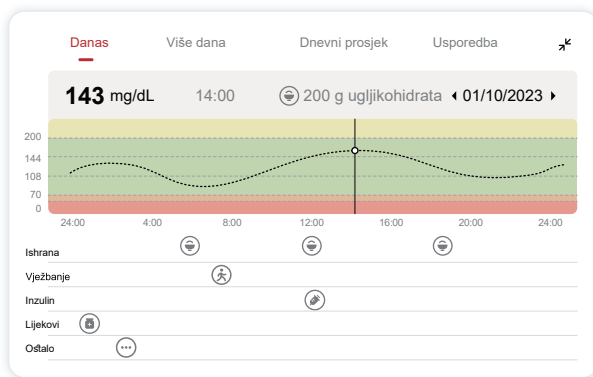 Danas Više dana Dnevni prosjek Usporedba
143 mg/dL 14:00 200 g ugljikohidrata 01/10/2023
200
144
108
70
0
24:00 4:00 8:00 12:00 16:00 20:00 24:00
Ishrana
Vježbanje
Inzulin
Lijekovi
Ostalo